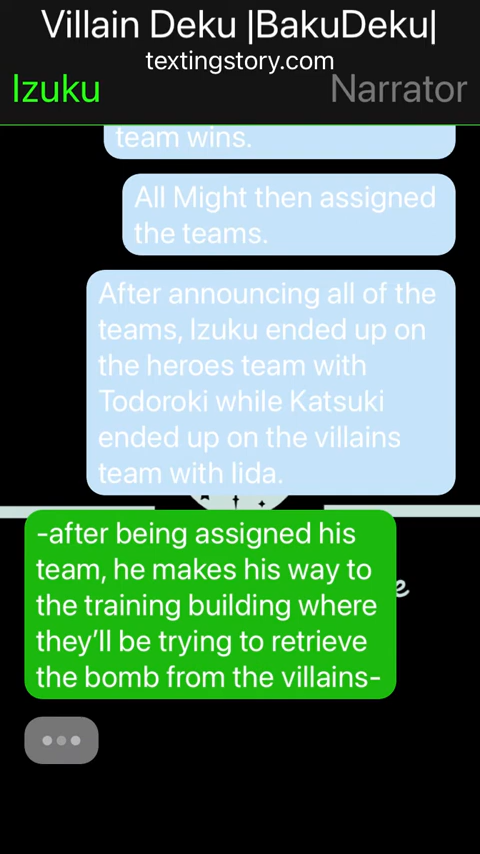 Villain Deku |BakuDeku|
textingstory.com
Izuku
Narrator
team wins.
All Might then assigned
the teams.
After announcing all of the
teams, Izuku ended up on
the heroes team with
Todoroki while Katsuki
ended up on the villains
team with Iida.
-after being assigned his
team, he makes his way to
the training building where
they’ll be trying to retrieve
the bomb from the villains-